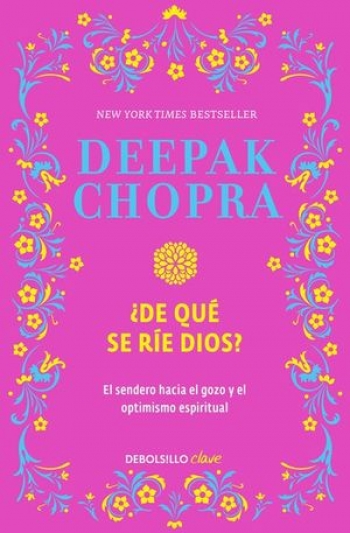 NEW YORK TIMES BESTSELLER
DEEPAK
CHOPRA
¿DE QUÉ
SE RÍE DIOS?
El sendero hacia el gozo y el
optimismo espiritual
DEBOLSILLO clave